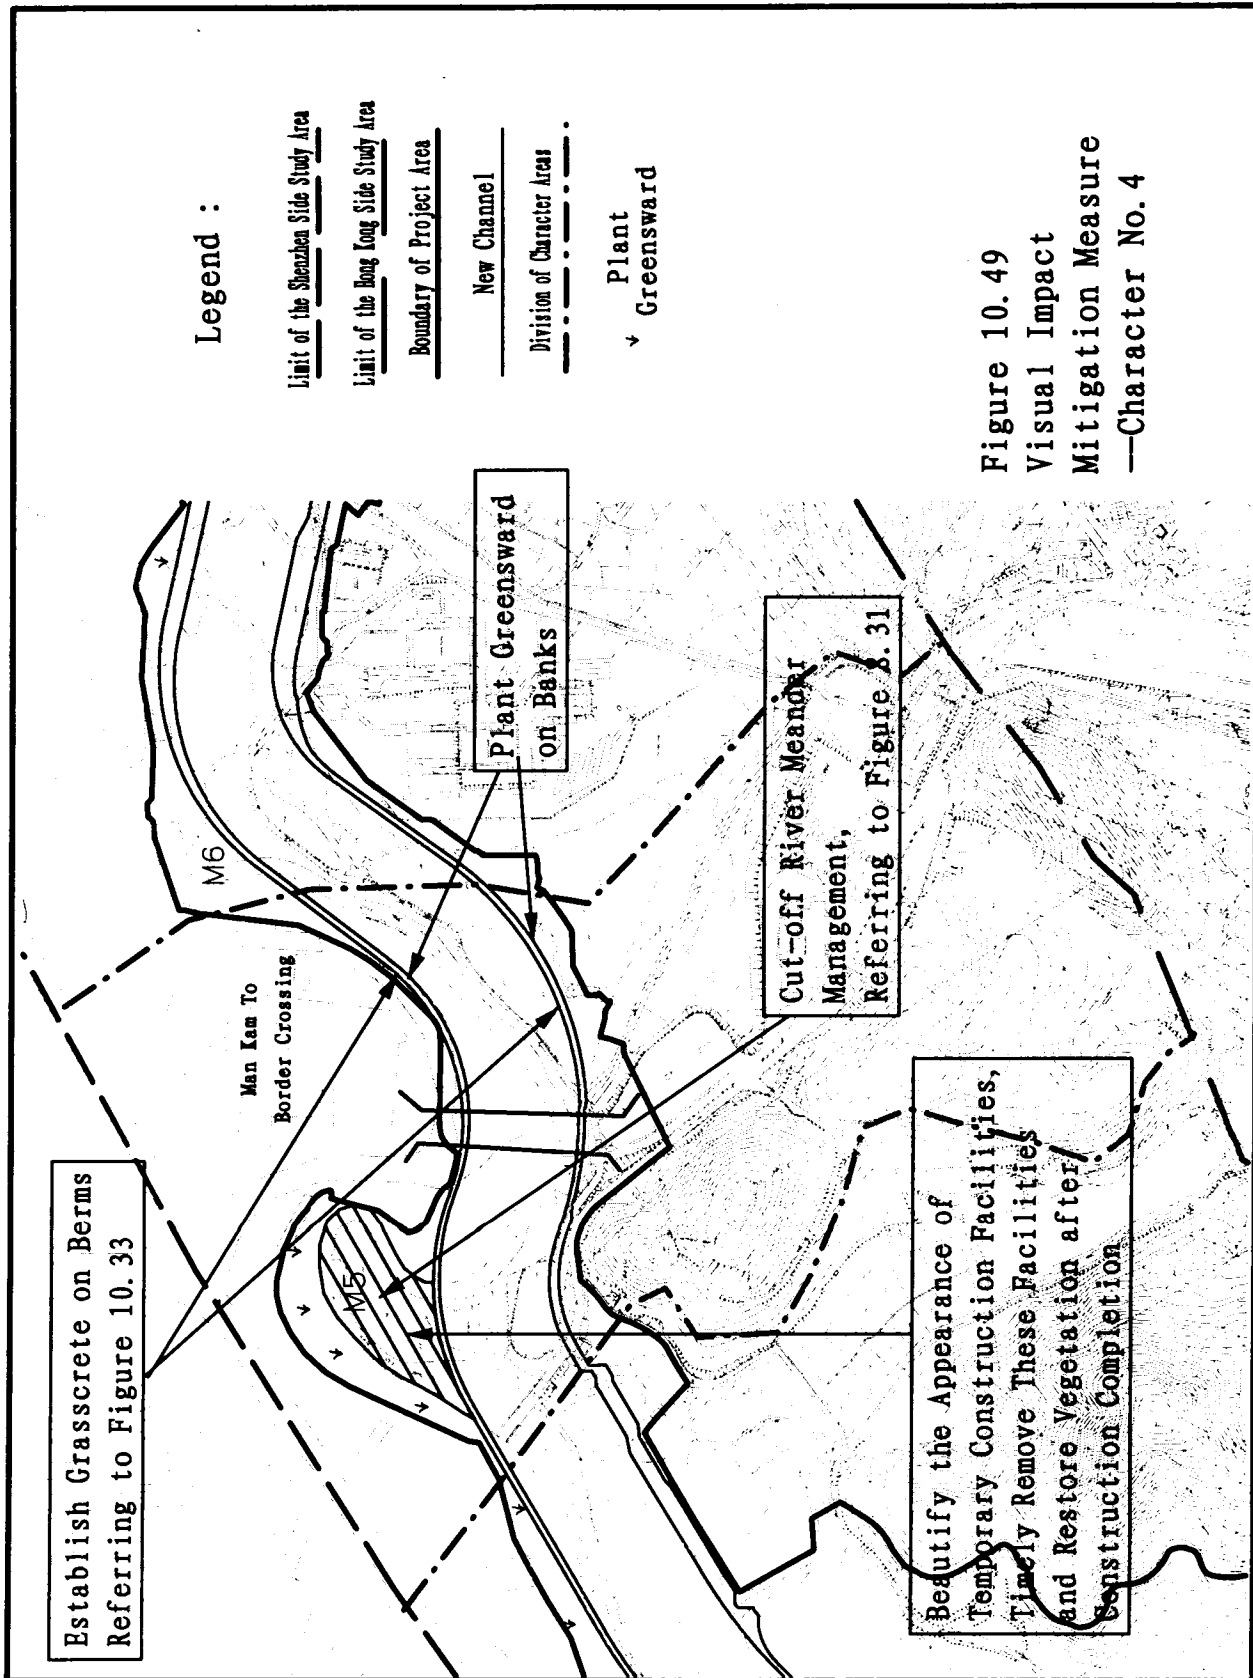 Establish Grasscrete on Berms
Referring to Figure 10.33
Man Kam To
Border Crossing
M6
M5
Plant Greensward
on Banks
Cut-off River Meander
Management,
Referring to Figure 8.31
Beautify the Appearance of
Temporary Construction Facilities,
Timely Remove These Facilities
and Restore Vegetation after
Construction Completion
Legend :
Limit of the Shenzhen Side Study Area
Limit of the Hong Kong Side Study Area
Boundary of Project Area
New Channel
Division of Character Areas
Plant
Greensward
Figure 10.49
Visual Impact
Mitigation Measure
—Character No.4